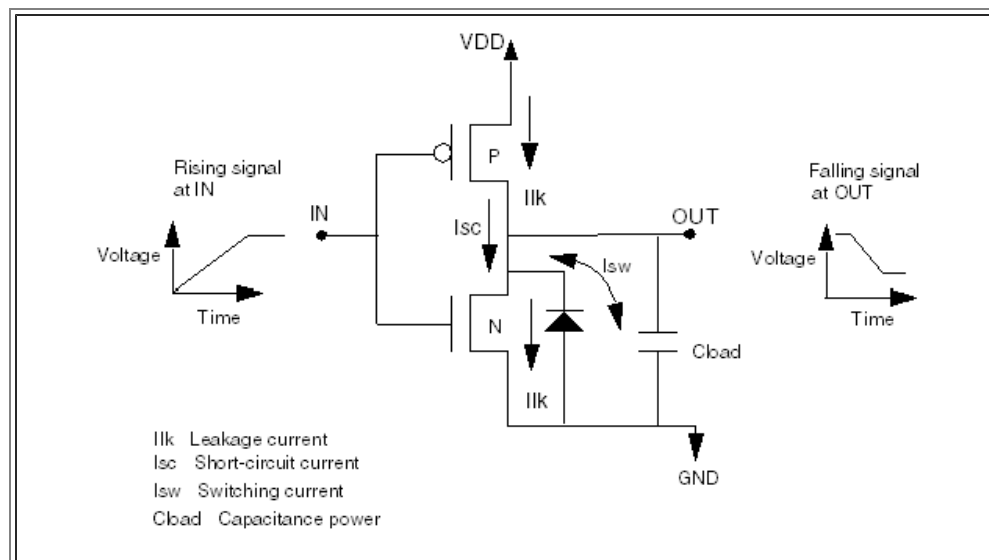 VDD
P
Rising signal
at IN
Ilk
Falling signal
at OUT
IN
Isc
OUT
Voltage
Isw
Voltage
Time
N
Time
Cload
Ilk
Ilk Leakage current
Isc Short-circuit current
Isw Switching current
Cload Capacitance power
GND